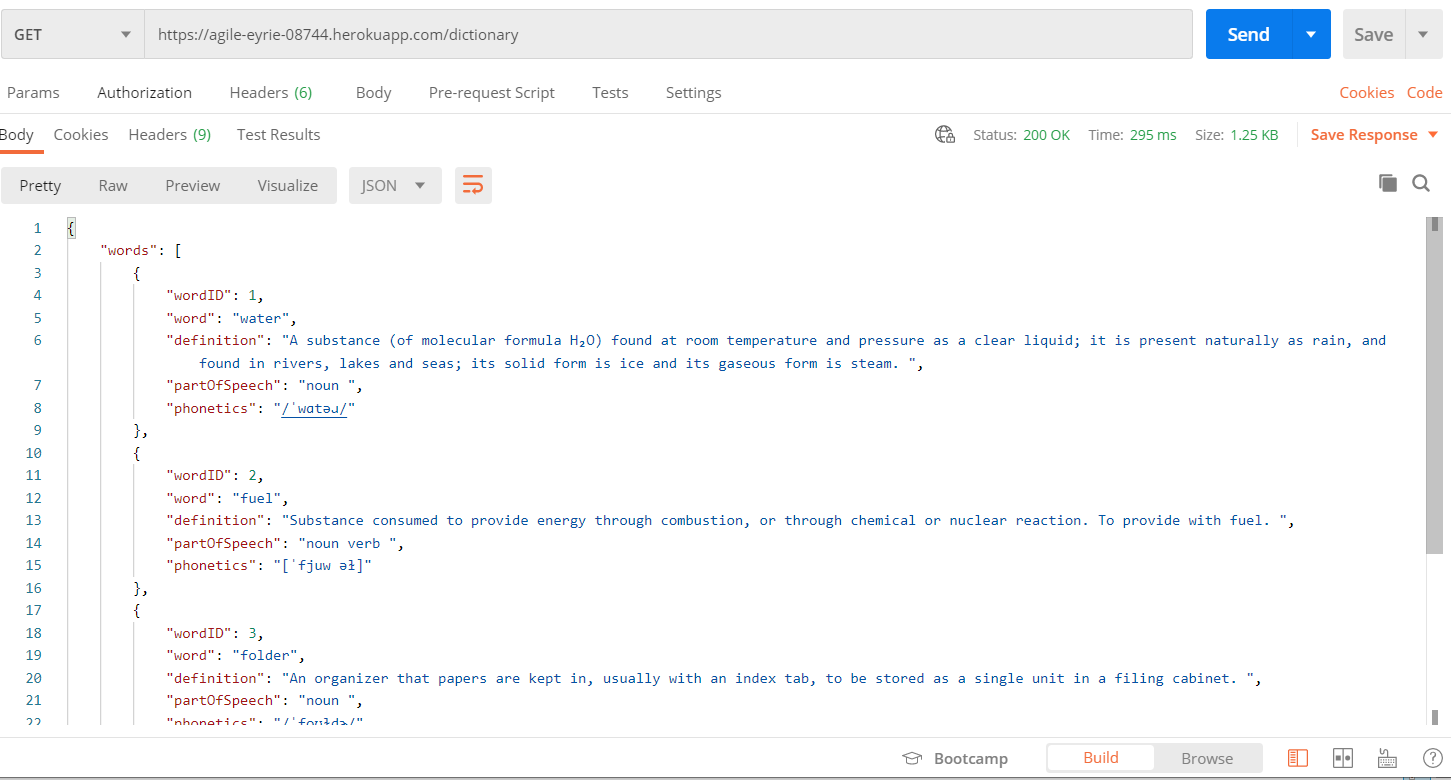 GET https://agile-eyrie-08744.herokuapp.com/dictionary Send Save
Params Authorization Headers (6) Body Pre-request Script Tests Settings Cookies Code
Body Cookies Headers (9) Test Results Status: 200 OK Time: 295 ms Size: 1.25 KB Save Response
Pretty Raw Preview Visualize JSON
1 {
2 "words": [
3 {
4 "wordID": 1,
5 "word": "water",
6 "definition": "A substance (of molecular formula H₂O) found at room temperature and pressure as a clear liquid; it is present naturally as rain, and
found in rivers, lakes and seas; its solid form is ice and its gaseous form is steam. ",
7 "partOfSpeech": "noun ",
8 "phonetics": "/ˈwɑtəɹ/"
9 },
10 {
11 "wordID": 2,
12 "word": "fuel",
13 "definition": "Substance consumed to provide energy through combustion, or through chemical or nuclear reaction. To provide with fuel. ",
14 "partOfSpeech": "noun verb ",
15 "phonetics": "[ˈfjuw əɫ]"
16 },
17 {
18 "wordID": 3,
19 "word": "folder",
20 "definition": "An organizer that papers are kept in, usually with an index tab, to be stored as a single unit in a filing cabinet. ",
21 "partOfSpeech": "noun ",
22 "phonetics": "/ˈfoʊɫdɚ/"
Bootcamp Build Browse